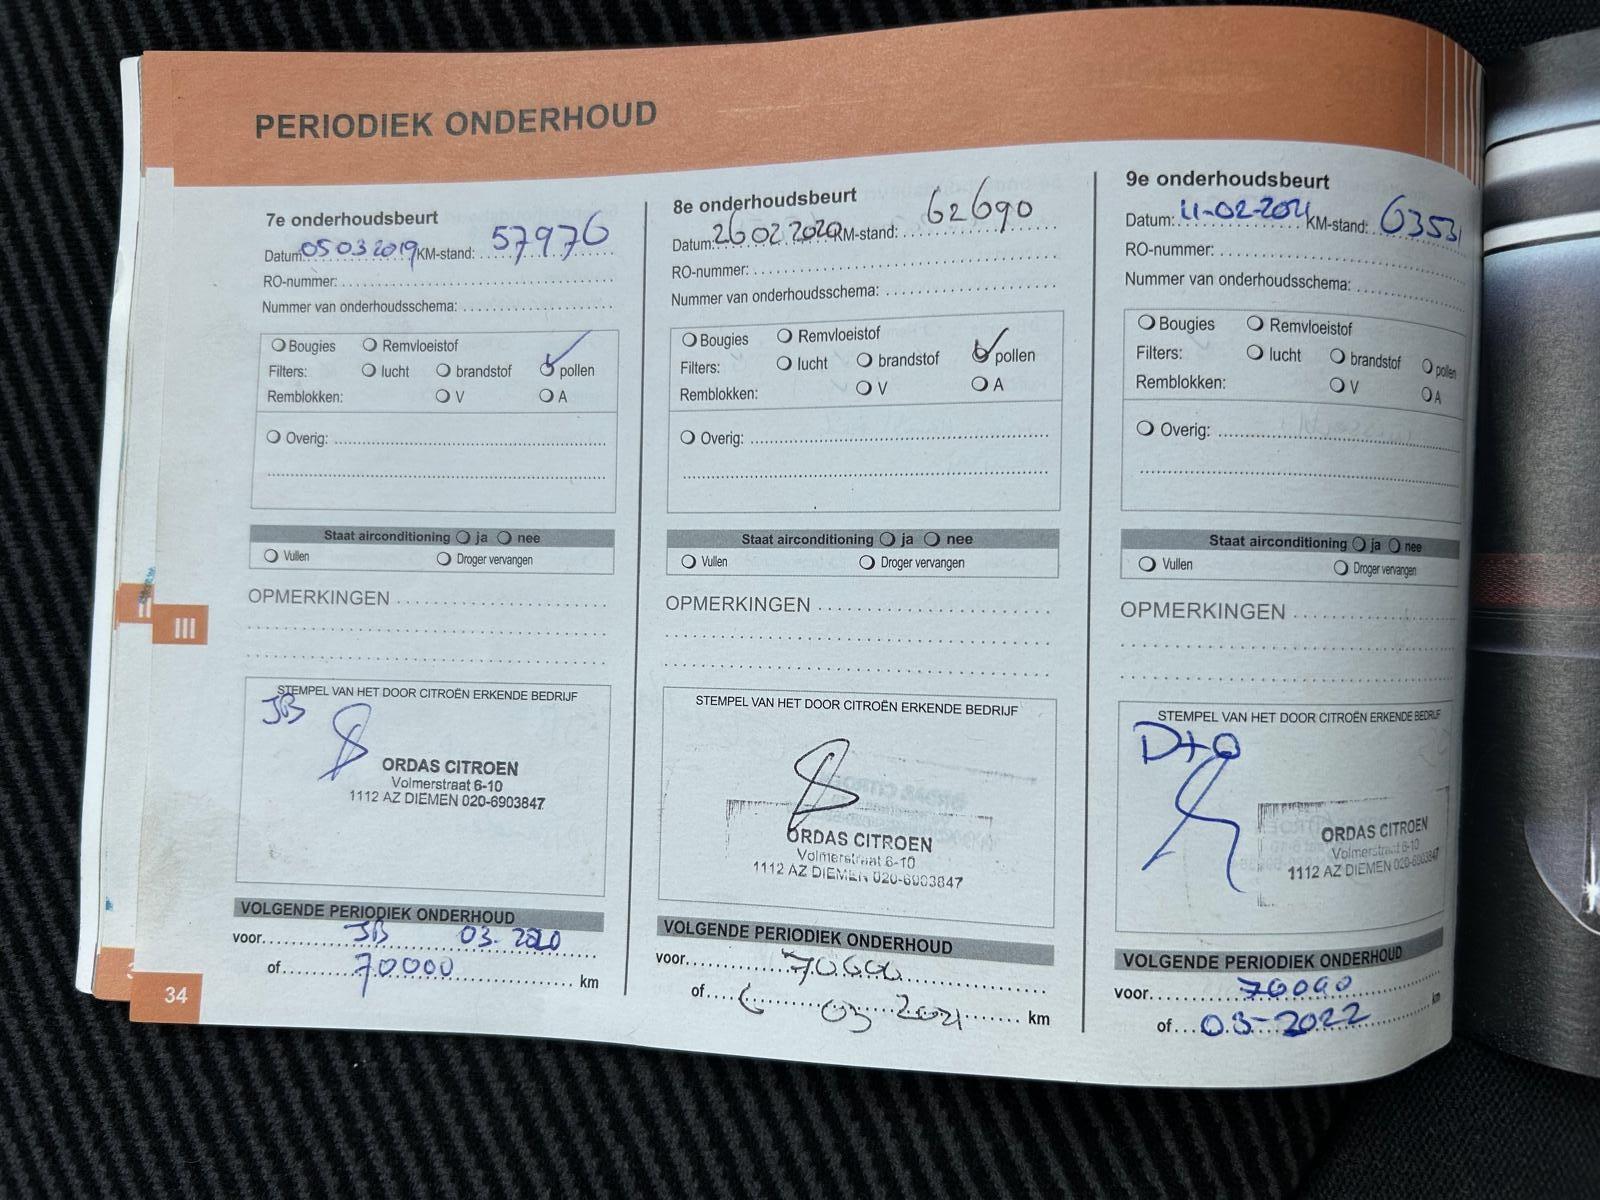 PERIODIEK ONDERHOUD
7e onderhoudsbeurt
Datum: 05 03 2019 KM-stand: 57976
RO-nummer:
Nummer van onderhoudsschema:
Bougies Remvloeistof
Filters: lucht brandstof pollen
Remblokken: V A
Overig:
Staat airconditioning ja nee
Vullen Droger vervangen
OPMERKINGEN
STEMPEL VAN HET DOOR CITROËN ERKENDE BEDRIJF
JB
ORDAS CITROEN
Volmerstraat 6-10
1112 AZ DIEMEN 020-6903847
VOLGENDE PERIODIEK ONDERHOUD
voor JB 03-2020
of 70000 km
8e onderhoudsbeurt
Datum: 26 02 2020 KM-stand: 62690
RO-nummer:
Nummer van onderhoudsschema:
Bougies Remvloeistof
Filters: lucht brandstof pollen
Remblokken: V A
Overig:
Staat airconditioning ja nee
Vullen Droger vervangen
OPMERKINGEN
STEMPEL VAN HET DOOR CITROËN ERKENDE BEDRIJF
ORDAS CITROEN
Volmerstraat 6-10
1112 AZ DIEMEN 020-6903847
VOLGENDE PERIODIEK ONDERHOUD
voor
of 03 2021 km
9e onderhoudsbeurt
Datum: 11-02-2021 KM-stand: 63531
RO-nummer:
Nummer van onderhoudsschema:
Bougies Remvloeistof
Filters: lucht brandstof pollen
Remblokken: V A
Overig:
Staat airconditioning ja nee
Vullen Droger vervangen
OPMERKINGEN
STEMPEL VAN HET DOOR CITROËN ERKENDE BEDRIJF
ORDAS CITROEN
Volmerstraat 6-10
1112 AZ DIEMEN 020-6903847
VOLGENDE PERIODIEK ONDERHOUD
voor
of 03-2022 km
II
III
34